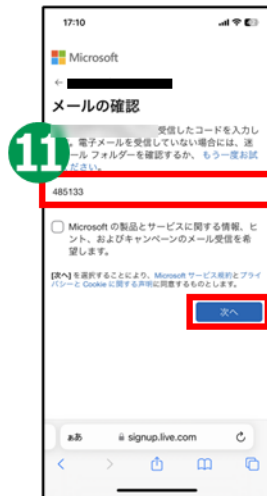 17:10
Microsoft
←
メールの確認
受信したコードを入力し
。電子メールを受信していない場合には、迷
ール フォルダーを確認するか、もう一度お試
ださい。
11
485133
Microsoft の製品とサービスに関する情報、ヒ
ント、およびキャンペーンのメール受信を希
望します。
[次へ] を選択することにより、Microsoft サービス規約とプライ
バシーと Cookie に関する声明に同意するものとします。
次へ
ぁあ
signup.live.com